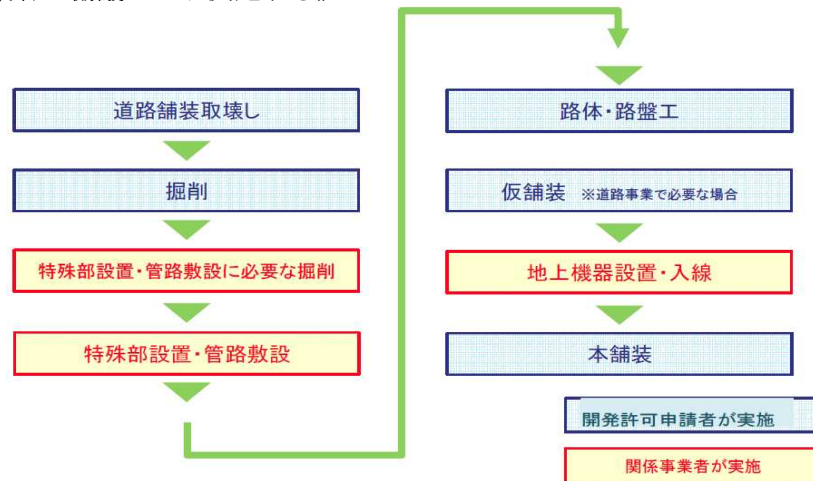 道路舗装取壊し
掘削
特殊部設置・管路敷設に必要な掘削
特殊部設置・管路敷設
路体・路盤工
仮舗装 ※道路事業で必要な場合
地上機器設置・入線
本舗装
開発許可申請者が実施
関係事業者が実施